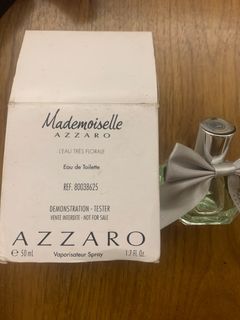 Mademoiselle
AZZARO
L'EAU TRÈS FLORALE
Eau de Toilette
RÉF. 80038625
DEMONSTRATION - TESTER
VENTE INTERDITE - NOT FOR SALE
AZZARO
e 50 ml Vaporisateur Spray 1.7 Fl. Oz.